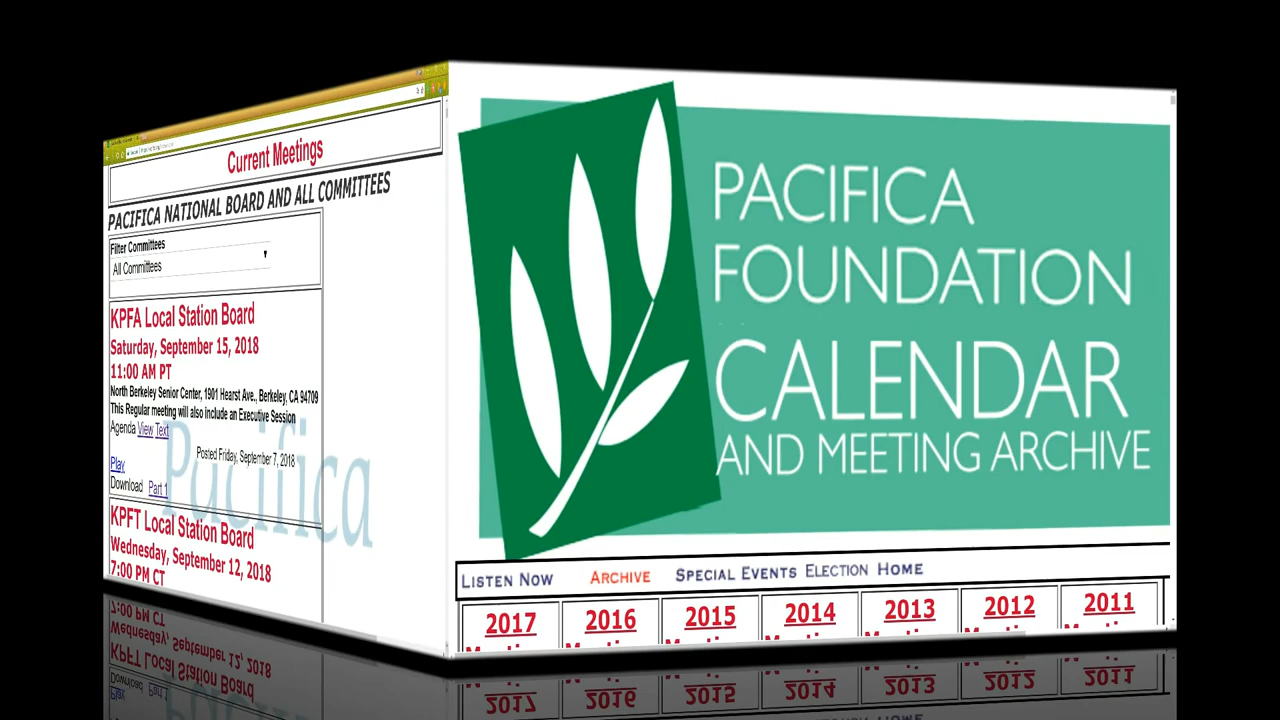 Current Meetings
PACIFICA NATIONAL BOARD AND ALL COMMITTEES
Filter Committees
All Committees
KPFA Local Station Board
Saturday, September 15, 2018
11:00 AM PT
North Berkeley Senior Center, 1901 Hearst Ave., Berkeley, CA 94709
This Regular meeting will also include an Executive Session
Agenda View Text
Posted Friday, September 7, 2018
Play
Download Part 1
Pacifica
KPFT Local Station Board
Wednesday, September 12, 2018
7:00 PM CT
PACIFICA
FOUNDATION
CALENDAR
AND MEETING ARCHIVE
LISTEN NOW ARCHIVE SPECIAL EVENTS ELECTION HOME
2017 2016 2015 2014 2013 2012 2011